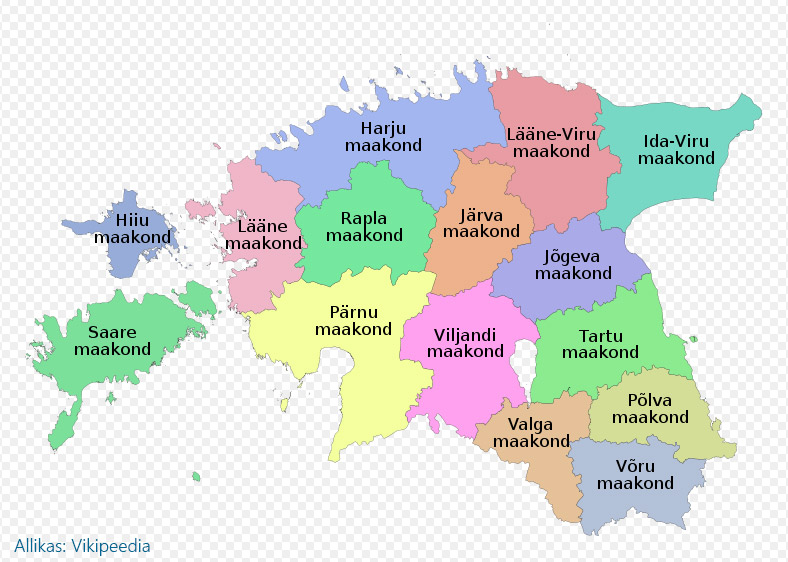 Harju
maakond
Lääne-Viru
maakond
Ida-Viru
maakond
Hiiu
maakond
Lääne
maakond
Rapla
maakond
Järva
maakond
Jõgeva
maakond
Saare
maakond
Pärnu
maakond
Viljandi
maakond
Tartu
maakond
Valga
maakond
Põlva
maakond
Võru
maakond
Allikas: Vikipeedia